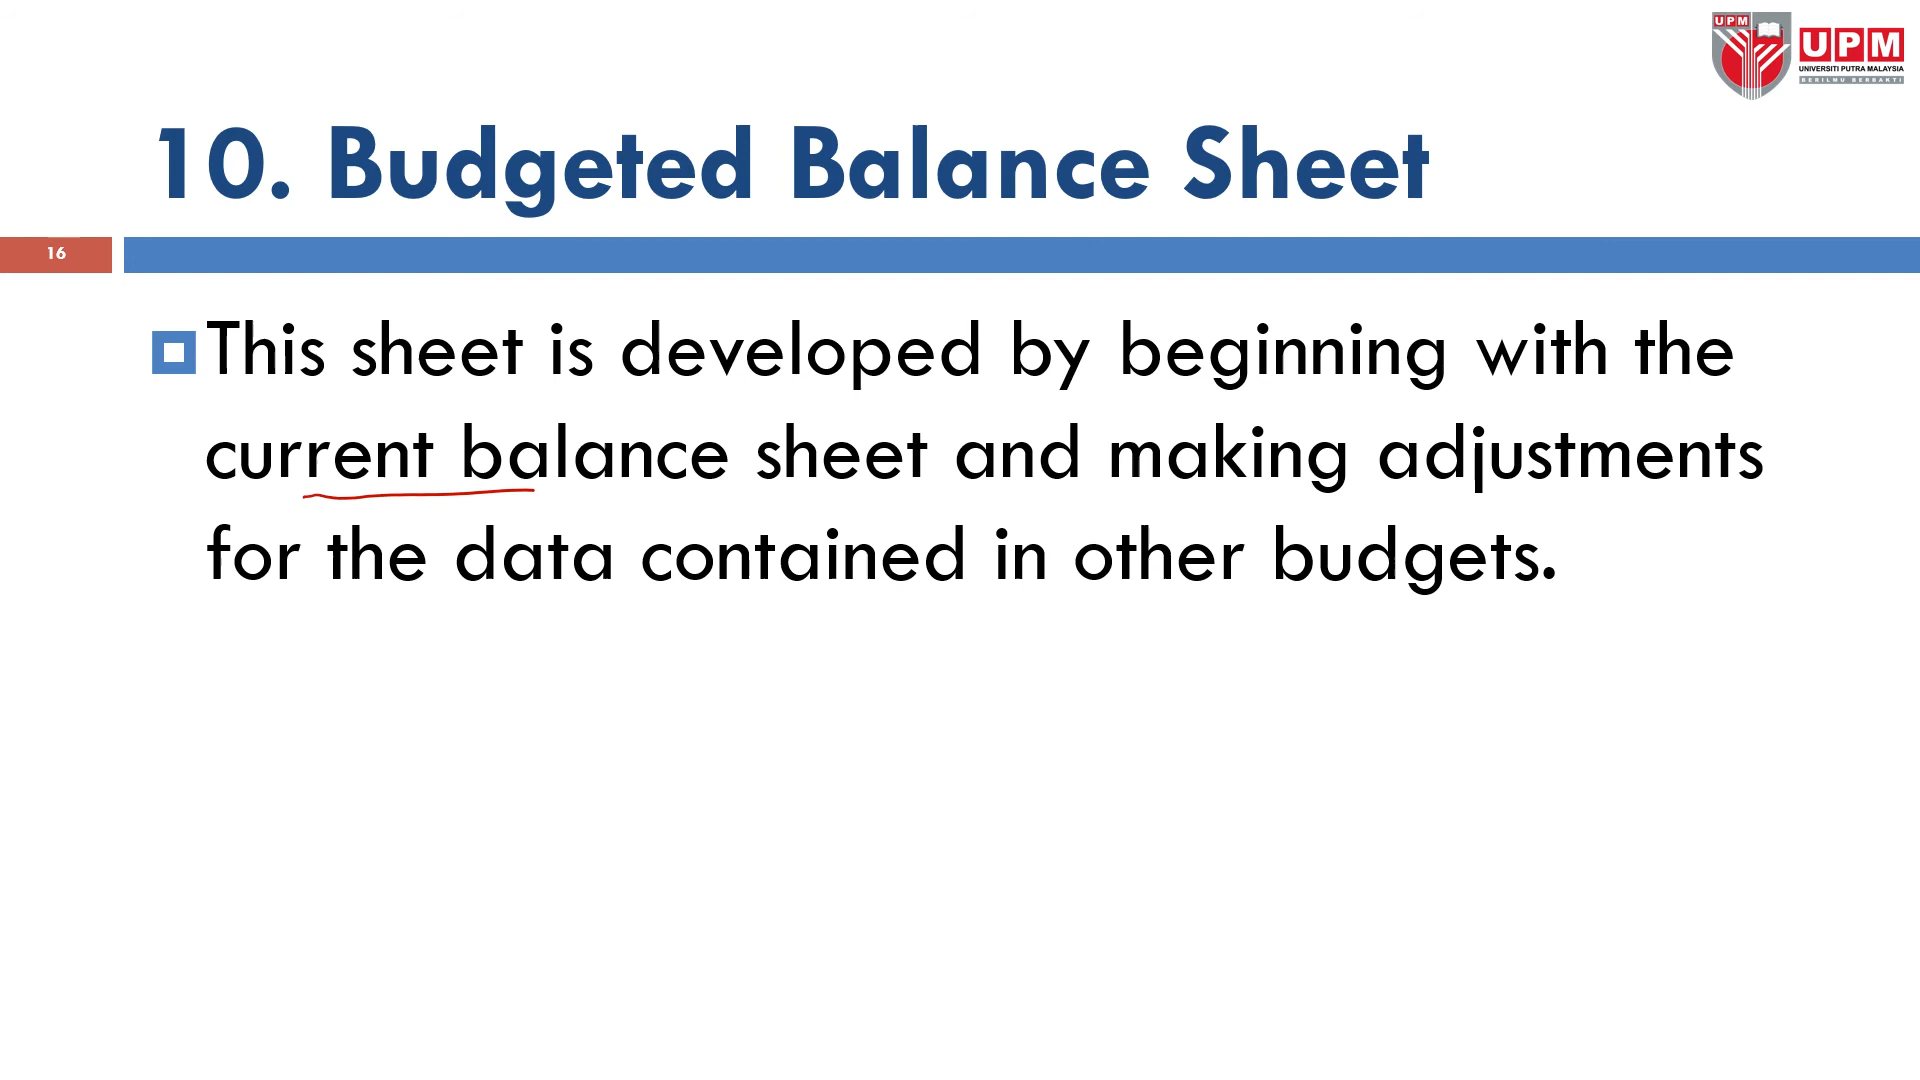 UPM
UPM
UNIVERSITI PUTRA MALAYSIA
BERILMU BERBAKTI
10. Budgeted Balance Sheet
16
This sheet is developed by beginning with the
current balance sheet and making adjustments
for the data contained in other budgets.